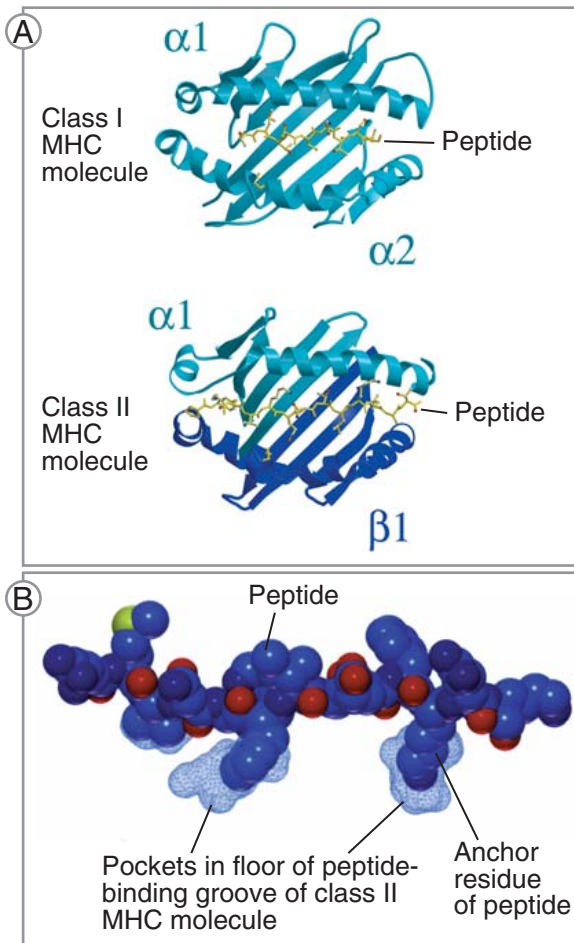 A
α1
Class I
MHC
molecule
Peptide
α2
α1
Class II
MHC
molecule
Peptide
β1
B
Peptide
Pockets in floor of peptide-
binding groove of class II
MHC molecule
Anchor
residue
of peptide